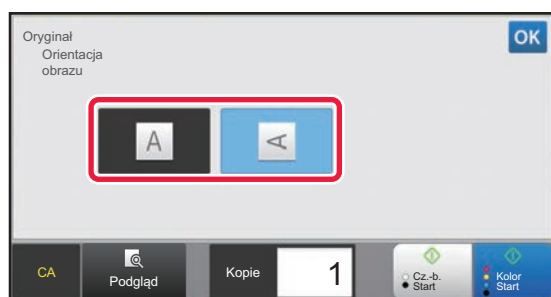 Oryginał
Orientacja
obrazu
OK
A
A
CA
Podgląd
Kopie
1
Cz.-b.
Start
Kolor
Start